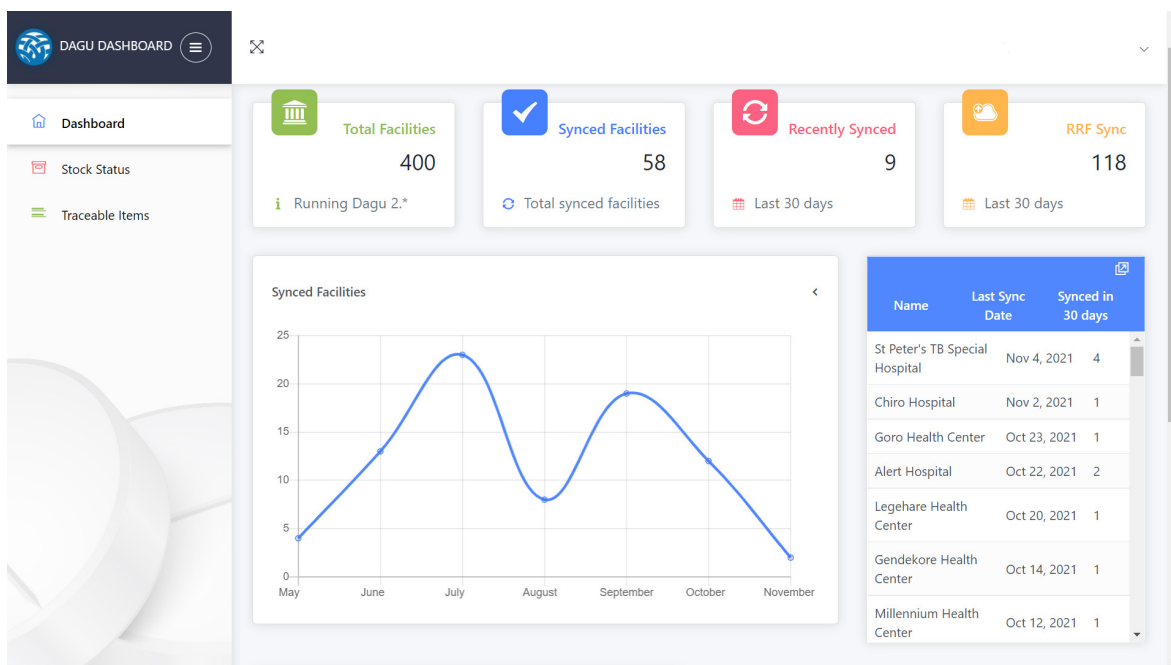 DAGU DASHBOARD
Dashboard
Stock Status
Traceable Items
Total Facilities
400
Running Dagu 2.*
Synced Facilities
58
Total synced facilities
Recently Synced
9
Last 30 days
RRF Sync
118
Last 30 days
Synced Facilities
25
20
15
10
5
0
May June July August September October November
Name Last Sync Date Synced in 30 days
St Peter's TB Special Hospital Nov 4, 2021 4
Chiro Hospital Nov 2, 2021 1
Goro Health Center Oct 23, 2021 1
Alert Hospital Oct 22, 2021 2
Legehare Health Center Oct 20, 2021 1
Gendekore Health Center Oct 14, 2021 1
Millennium Health Center Oct 12, 2021 1